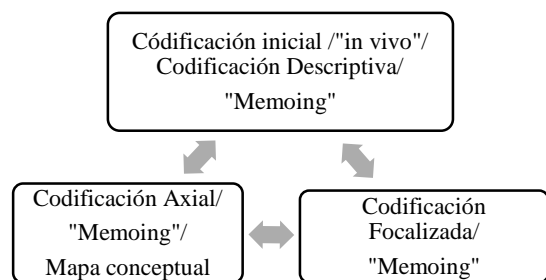 Códificación inicial /"in vivo"/
Codificación Descriptiva/
"Memoing"
Codificación Axial/
"Memoing"/
Mapa conceptual
Codificación
Focalizada/
"Memoing"